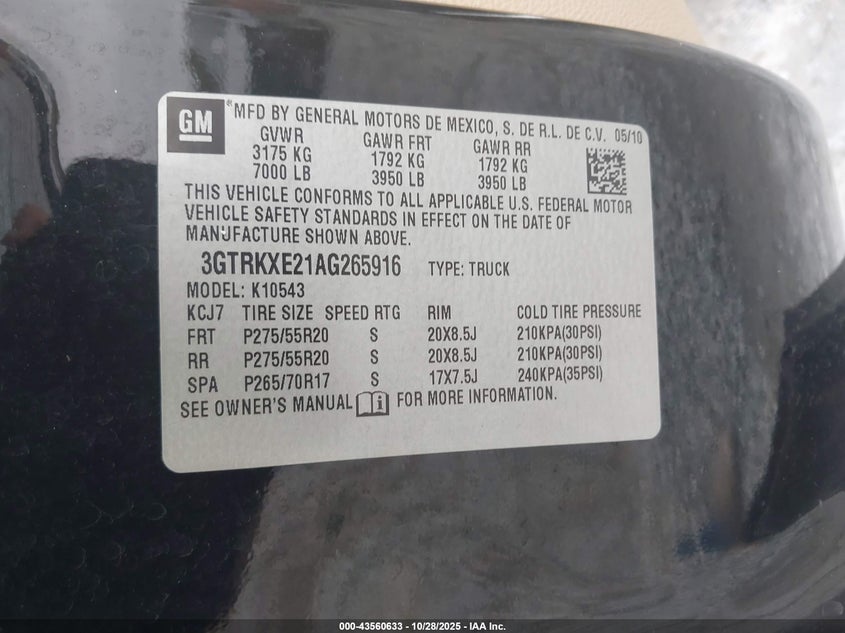 GM
®MFD BY GENERAL MOTORS DE MEXICO, S. DE R.L. DE C.V. 05/10
GVWR GAWR FRT GAWR RR
3175 KG 1792 KG 1792 KG
7000 LB 3950 LB 3950 LB
THIS VEHICLE CONFORMS TO ALL APPLICABLE U.S. FEDERAL MOTOR
VEHICLE SAFETY STANDARDS IN EFFECT ON THE DATE OF
MANUFACTURE SHOWN ABOVE.
3GTRKXE21AG265916 TYPE: TRUCK
MODEL: K10543
KCJ7 TIRE SIZE SPEED RTG RIM COLD TIRE PRESSURE
FRT P275/55R20 S 20X8.5J 210KPA(30PSI)
RR P275/55R20 S 20X8.5J 210KPA(30PSI)
SPA P265/70R17 S 17X7.5J 240KPA(35PSI)
SEE OWNER'S MANUAL FOR MORE INFORMATION.
000-43560633 | 10/28/2025 - IAA Inc.